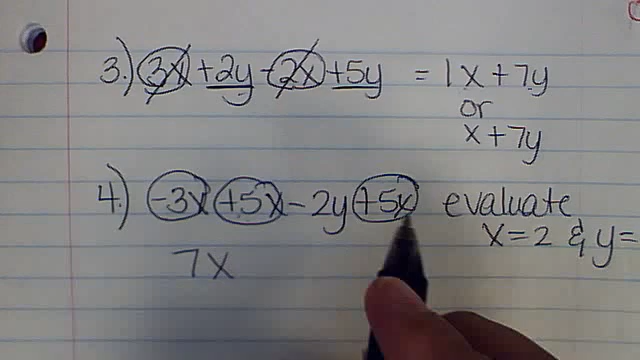 3.) 3x + 2y - 2x + 5y = 1x + 7y
or
x + 7y
4.) -3x + 5x - 2y + 5x evaluate
x = 2 & y =
7x